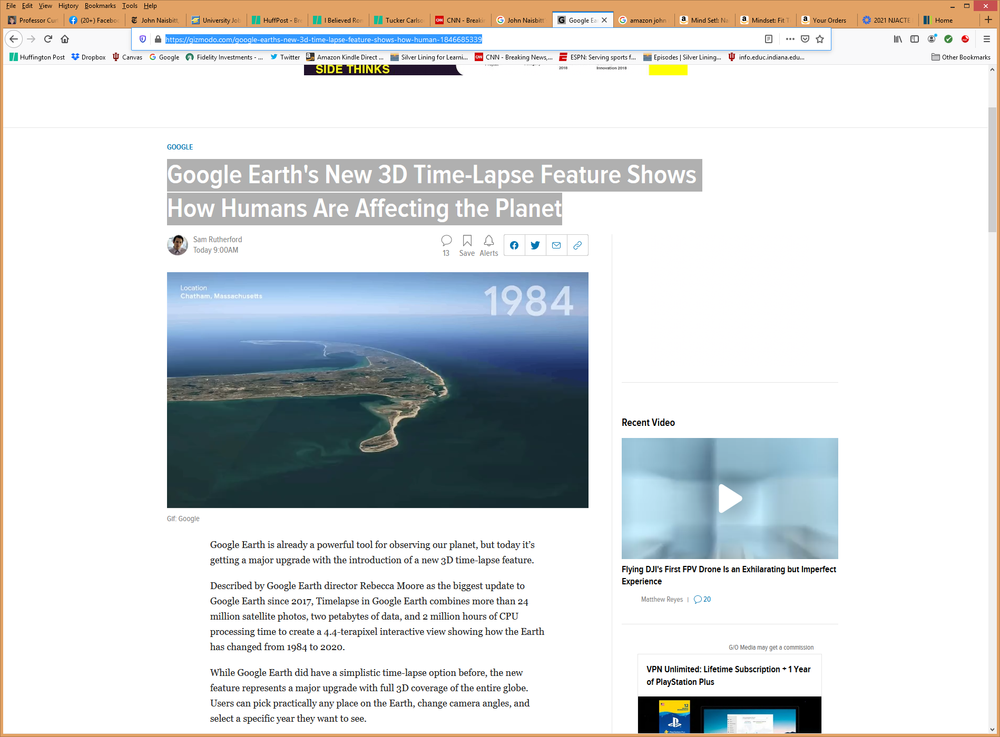 File Edit View History Bookmarks Tools Help
Professor Cur (20+) Faceboo John Naisbitt, University Job HuffPost - Bre I Believed Ron Tucker Carlso CNN - Breakin John Naisbitt' Google Ea amazon john Mind Set!: Na Mindset: Fit T Your Orders 2021 NJACTE Home
https://gizmodo.com/google-earths-new-3d-time-lapse-feature-shows-how-human-1846685339
Huffington Post Dropbox Canvas Google Fidelity Investments - ... Twitter Amazon Kindle Direct ... Silver Lining for Learni... CNN - Breaking News,... ESPN: Serving sports f... Episodes | Silver Lining... info.educ.indiana.edu... Other Bookmarks
SIDE THINKS
2018
Innovation 2018
GOOGLE
Google Earth's New 3D Time-Lapse Feature Shows
How Humans Are Affecting the Planet
Sam Rutherford
Today 9:00AM
13 Save Alerts
Location
Chatham, Massachusetts
1984
Gif: Google
Google Earth is already a powerful tool for observing our planet, but today it's
getting a major upgrade with the introduction of a new 3D time-lapse feature.
Described by Google Earth director Rebecca Moore as the biggest update to
Google Earth since 2017, Timelapse in Google Earth combines more than 24
million satellite photos, two petabytes of data, and 2 million hours of CPU
processing time to create a 4.4-terapixel interactive view showing how the Earth
has changed from 1984 to 2020.
While Google Earth did have a simplistic time-lapse option before, the new
feature represents a major upgrade with full 3D coverage of the entire globe.
Users can pick practically any place on the Earth, change camera angles, and
select a specific year they want to see.
Recent Video
Flying DJI's First FPV Drone Is an Exhilarating but Imperfect
Experience
Matthew Reyes | 20
G/O Media may get a commission
VPN Unlimited: Lifetime Subscription + 1 Year
of PlayStation Plus
12